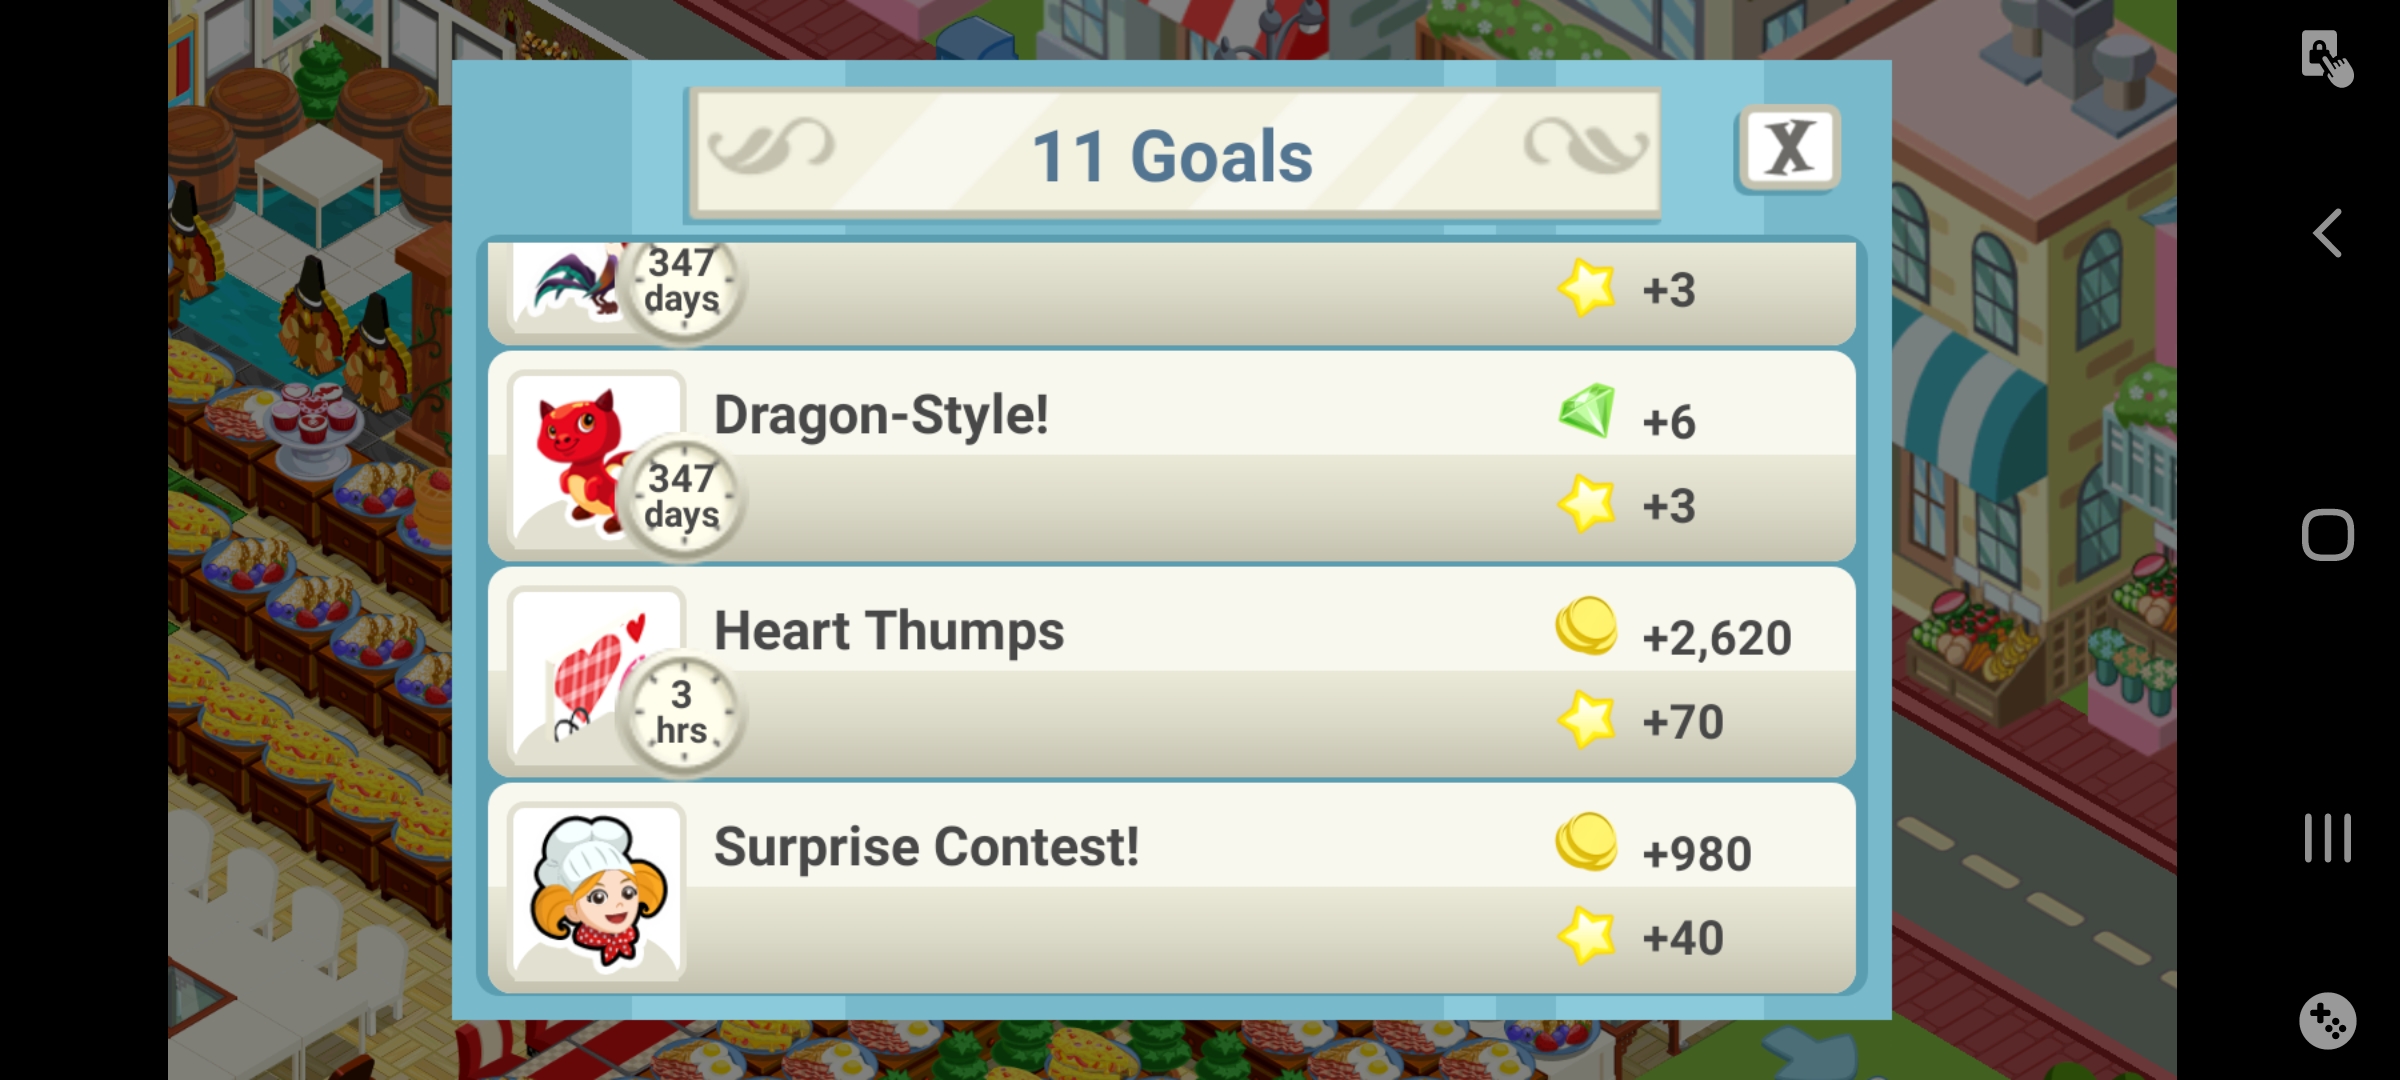 11 Goals
X
347
days
+3
Dragon-Style!
+6
347
days
+3
Heart Thumps
+2,620
3
hrs
+70
Surprise Contest!
+980
+40